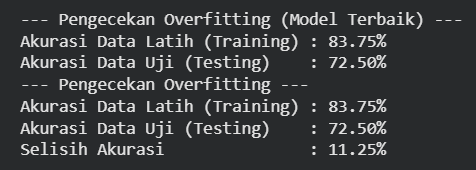 --- Pengecekan Overfitting (Model Terbaik) ---
Akurasi Data Latih (Training) : 83.75%
Akurasi Data Uji (Testing)    : 72.50%
--- Pengecekan Overfitting ---
Akurasi Data Latih (Training) : 83.75%
Akurasi Data Uji (Testing)    : 72.50%
Selisih Akurasi               : 11.25%